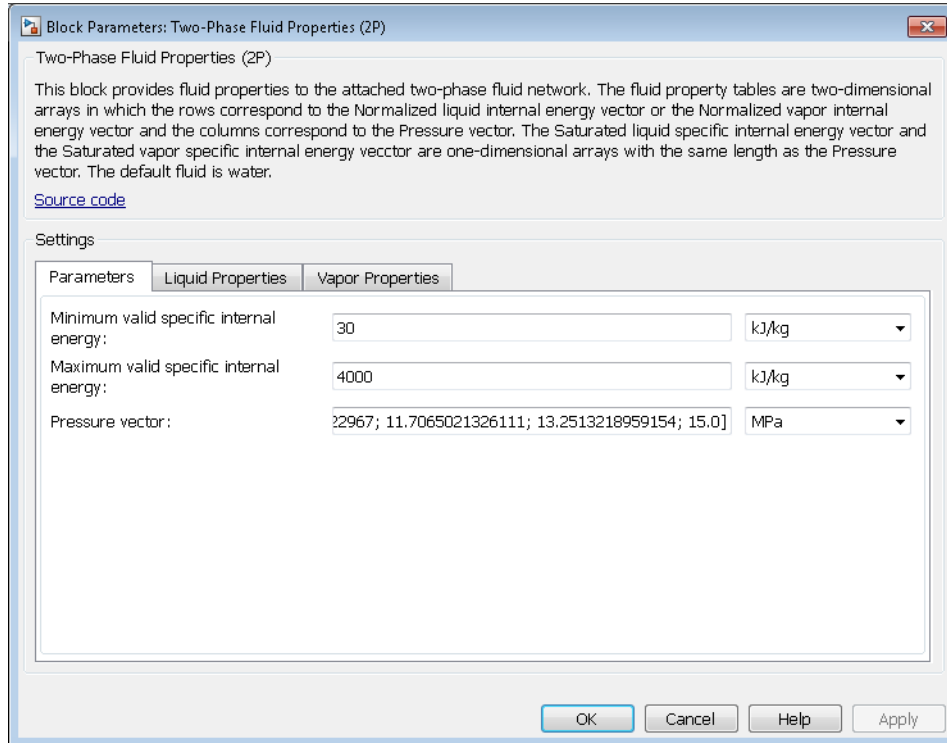 Block Parameters: Two-Phase Fluid Properties (2P)
Two-Phase Fluid Properties (2P)
This block provides fluid properties to the attached two-phase fluid network. The fluid property tables are two-dimensional
arrays in which the rows correspond to the Normalized liquid internal energy vector or the Normalized vapor internal
energy vector and the columns correspond to the Pressure vector. The Saturated liquid specific internal energy vector and
the Saturated vapor specific internal energy vecctor are one-dimensional arrays with the same length as the Pressure
vector. The default fluid is water.
Source code
Settings
Parameters Liquid Properties Vapor Properties
Minimum valid specific internal
energy:
30 kJ/kg
Maximum valid specific internal
energy:
4000 kJ/kg
Pressure vector: 22967; 11.7065021326111; 13.2513218959154; 15.0] MPa
OK Cancel Help Apply